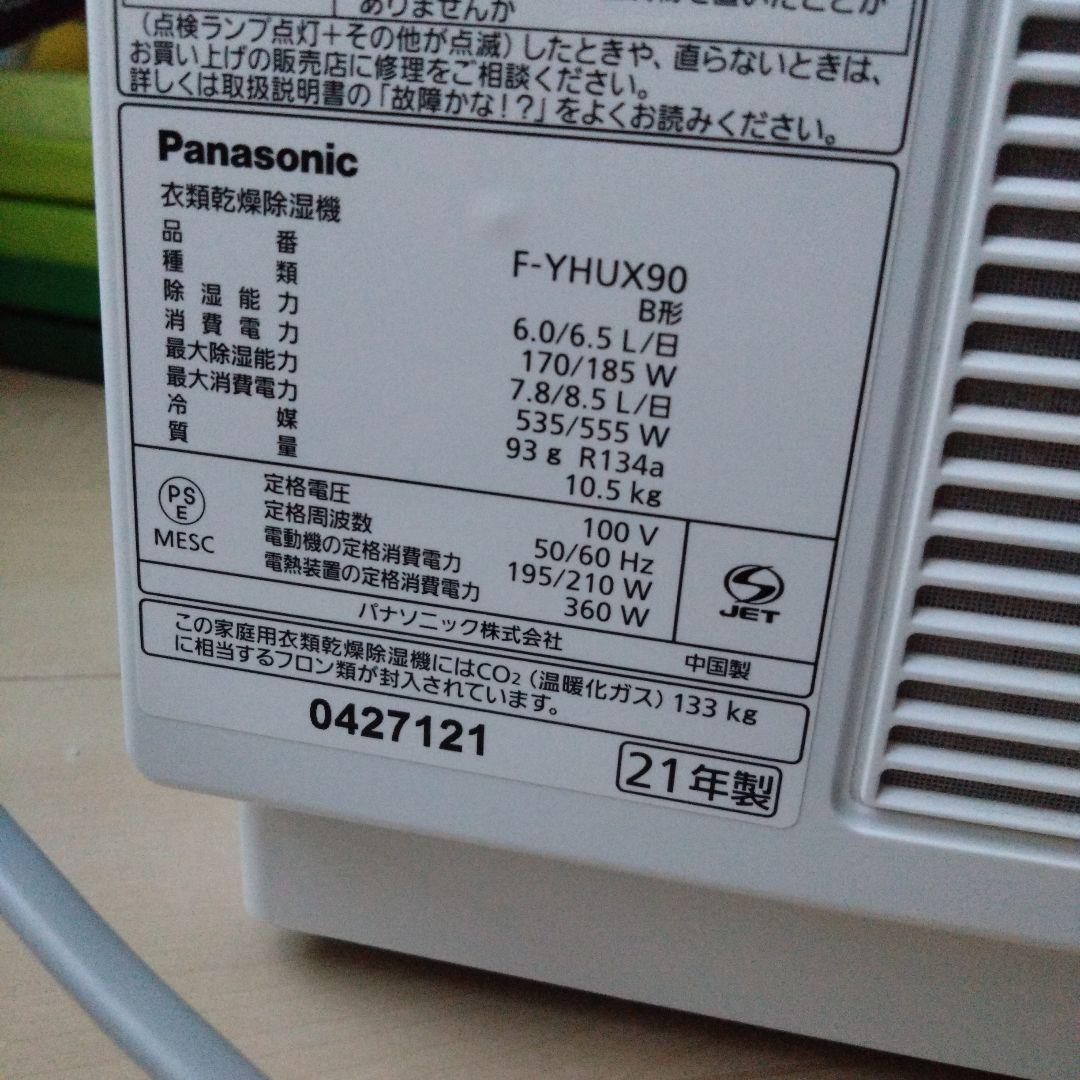 ありませんか
(点検ランプ点灯+その他が点滅)したときや、直らないときは、
お買い上げの販売店に修理をご相談ください。
詳しくは取扱説明書の「故障かな!?」をよくお読みください。
Panasonic
衣類乾燥除湿機
品番 F-YHUX90
種類 B形
除湿能力 6.0/6.5 L/日
消費電力 170/185 W
最大除湿能力 7.8/8.5 L/日
最大消費電力 535/555 W
冷媒 93 g R134a
質量 10.5 kg
PSE
MESC
定格電圧 100 V
定格周波数 50/60 Hz
電動機の定格消費電力 195/210 W
電熱装置の定格消費電力 360 W
JET
パナソニック株式会社 中国製
この家庭用衣類乾燥除湿機にはCO₂(温暖化ガス)133 kg
に相当するフロン類が封入されています。
0427121
21年製